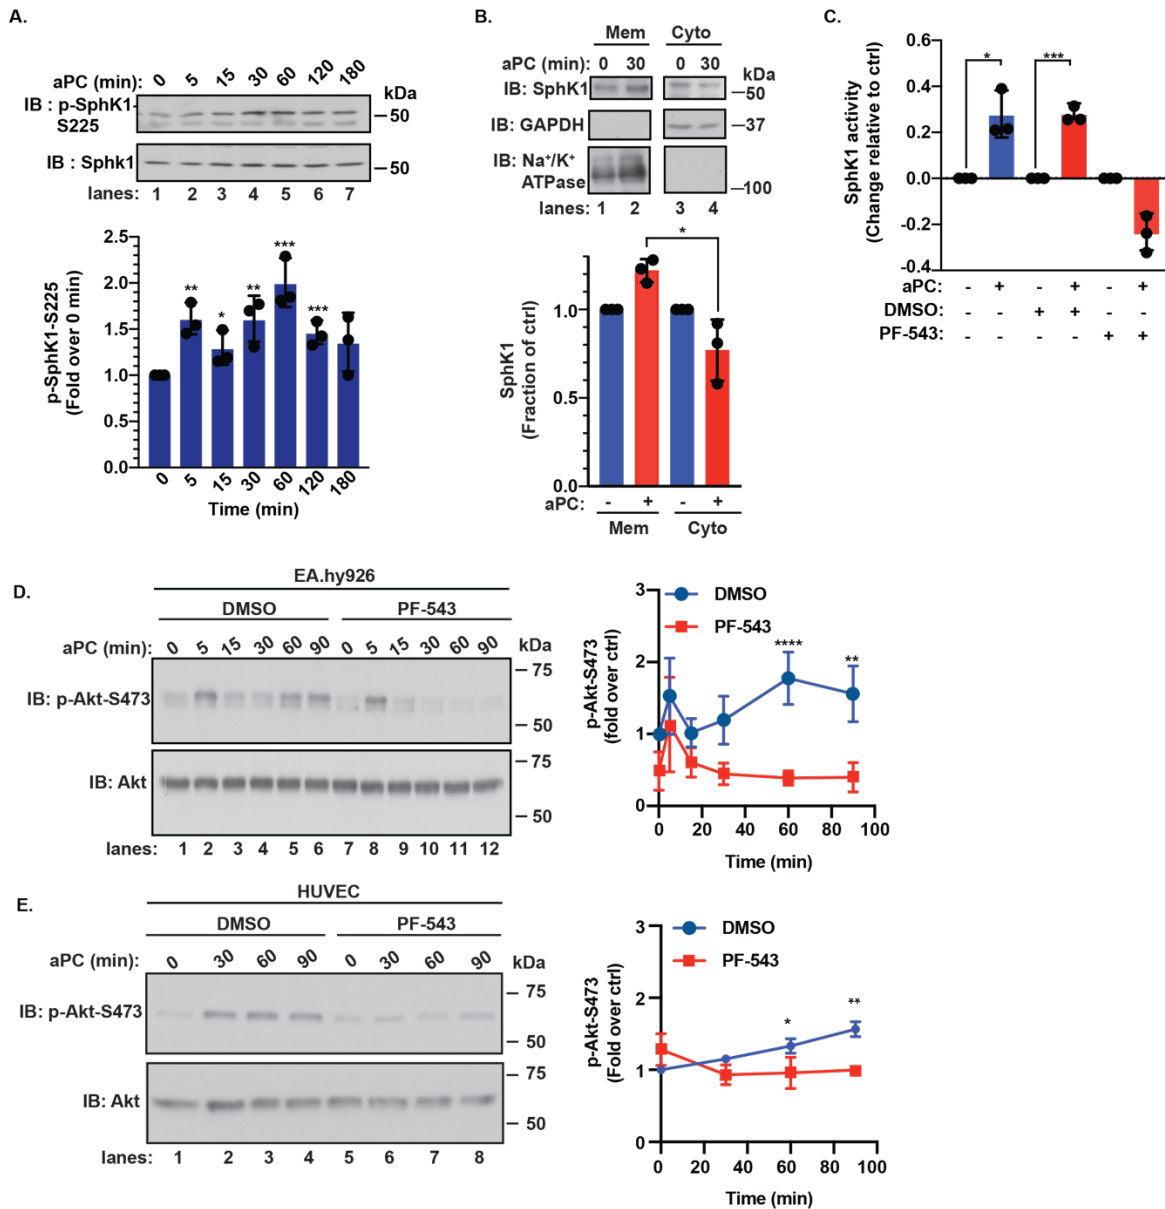 A.
aPC (min): 0 5 15 30 60 120 180
kDa
IB : p-SphK1
S225
50
IB : Sphk1
50
lanes: 1 2 3 4 5 6 7
p-SphK1-S225
(Fold over 0 min)
2.5
2.0
1.5
1.0
0.5
0.0
** * ** *** ***
0 5 15 30 60 120 180
Time (min)
B.
Mem Cyto
aPC (min): 0 30 0 30
kDa
IB: SphK1
50
IB: GAPDH
37
IB: Na⁺/K⁺
ATPase
100
lanes: 1 2 3 4
*
SphK1
(Fraction of ctrl)
1.0
0.0
aPC: - + - +
Mem Cyto
C.
SphK1 activity
(Change relative to ctrl)
0.6
0.4
0.2
0.0
-0.2
-0.4
* ***
aPC: - + - + - +
DMSO: - - + + - -
PF-543: - - - - + +
D.
EA.hy926
DMSO PF-543
aPC (min): 0 5 15 30 60 90 0 5 15 30 60 90
kDa
75
IB: p-Akt-S473
50
75
IB: Akt
50
lanes: 1 2 3 4 5 6 7 8 9 10 11 12
DMSO
PF-543
p-Akt-S473
(fold over ctrl)
3
2
1
0
**** **
0 20 40 60 80 100
Time (min)
E.
HUVEC
DMSO PF-543
aPC (min): 0 30 60 90 0 30 60 90
kDa
75
IB: p-Akt-S473
50
75
IB: Akt
50
lanes: 1 2 3 4 5 6 7 8
DMSO
PF-543
p-Akt-S473
(Fold over ctrl)
3
2
1
0
* **
0 20 40 60 80 100
Time (min)